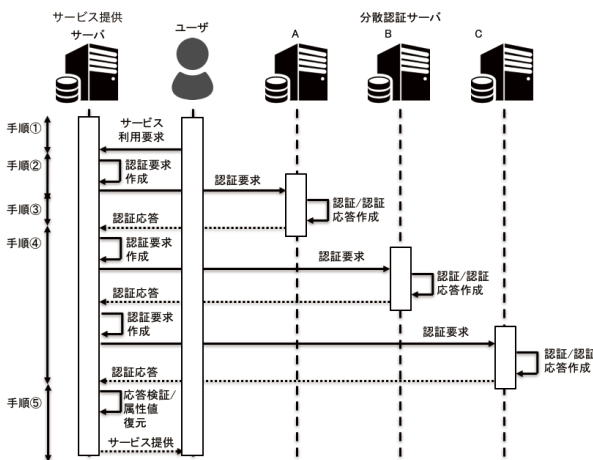 サービス提供
サーバ
ユーザ
分散認証サーバ
A
B
C
手順①
サービス
利用要求
手順②
認証要求
作成
認証要求
手順③
認証/認証
応答作成
認証応答
手順④
認証要求
作成
認証要求
認証/認証
応答作成
認証応答
認証要求
作成
認証要求
認証/認証
応答作成
認証応答
手順⑤
応答検証/
属性値
復元
サービス提供